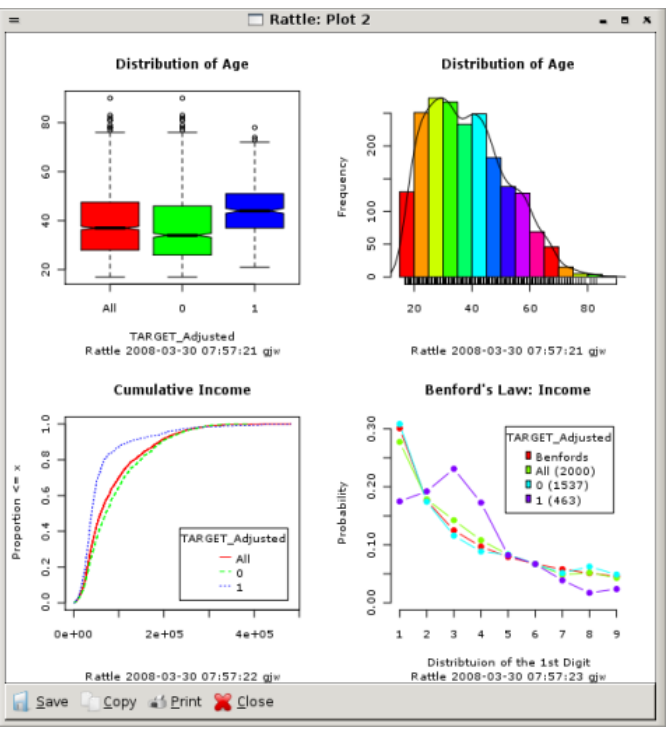 Rattle: Plot 2
Distribution of Age
80
60
40
20
All 0 1
TARGET_Adjusted
Rattle 2008-03-30 07:57:21 gjw
Distribution of Age
Frequency
200
100
50
0
20 40 60 80
Rattle 2008-03-30 07:57:21 gjw
Cumulative Income
Proportion <= x
1.0
0.8
0.6
0.4
0.2
0.0
TARGET_Adjusted
All
0
1
0e+00 2e+05 4e+05
Rattle 2008-03-30 07:57:22 gjw
Benford's Law: Income
Probability
0.30
0.20
0.10
0.00
TARGET_Adjusted
Benfords
All (2000)
0 (1537)
1 (463)
1 2 3 4 5 6 7 8 9
Distribtuion of the 1st Digit
Rattle 2008-03-30 07:57:23 gjw
Save Copy Print Close